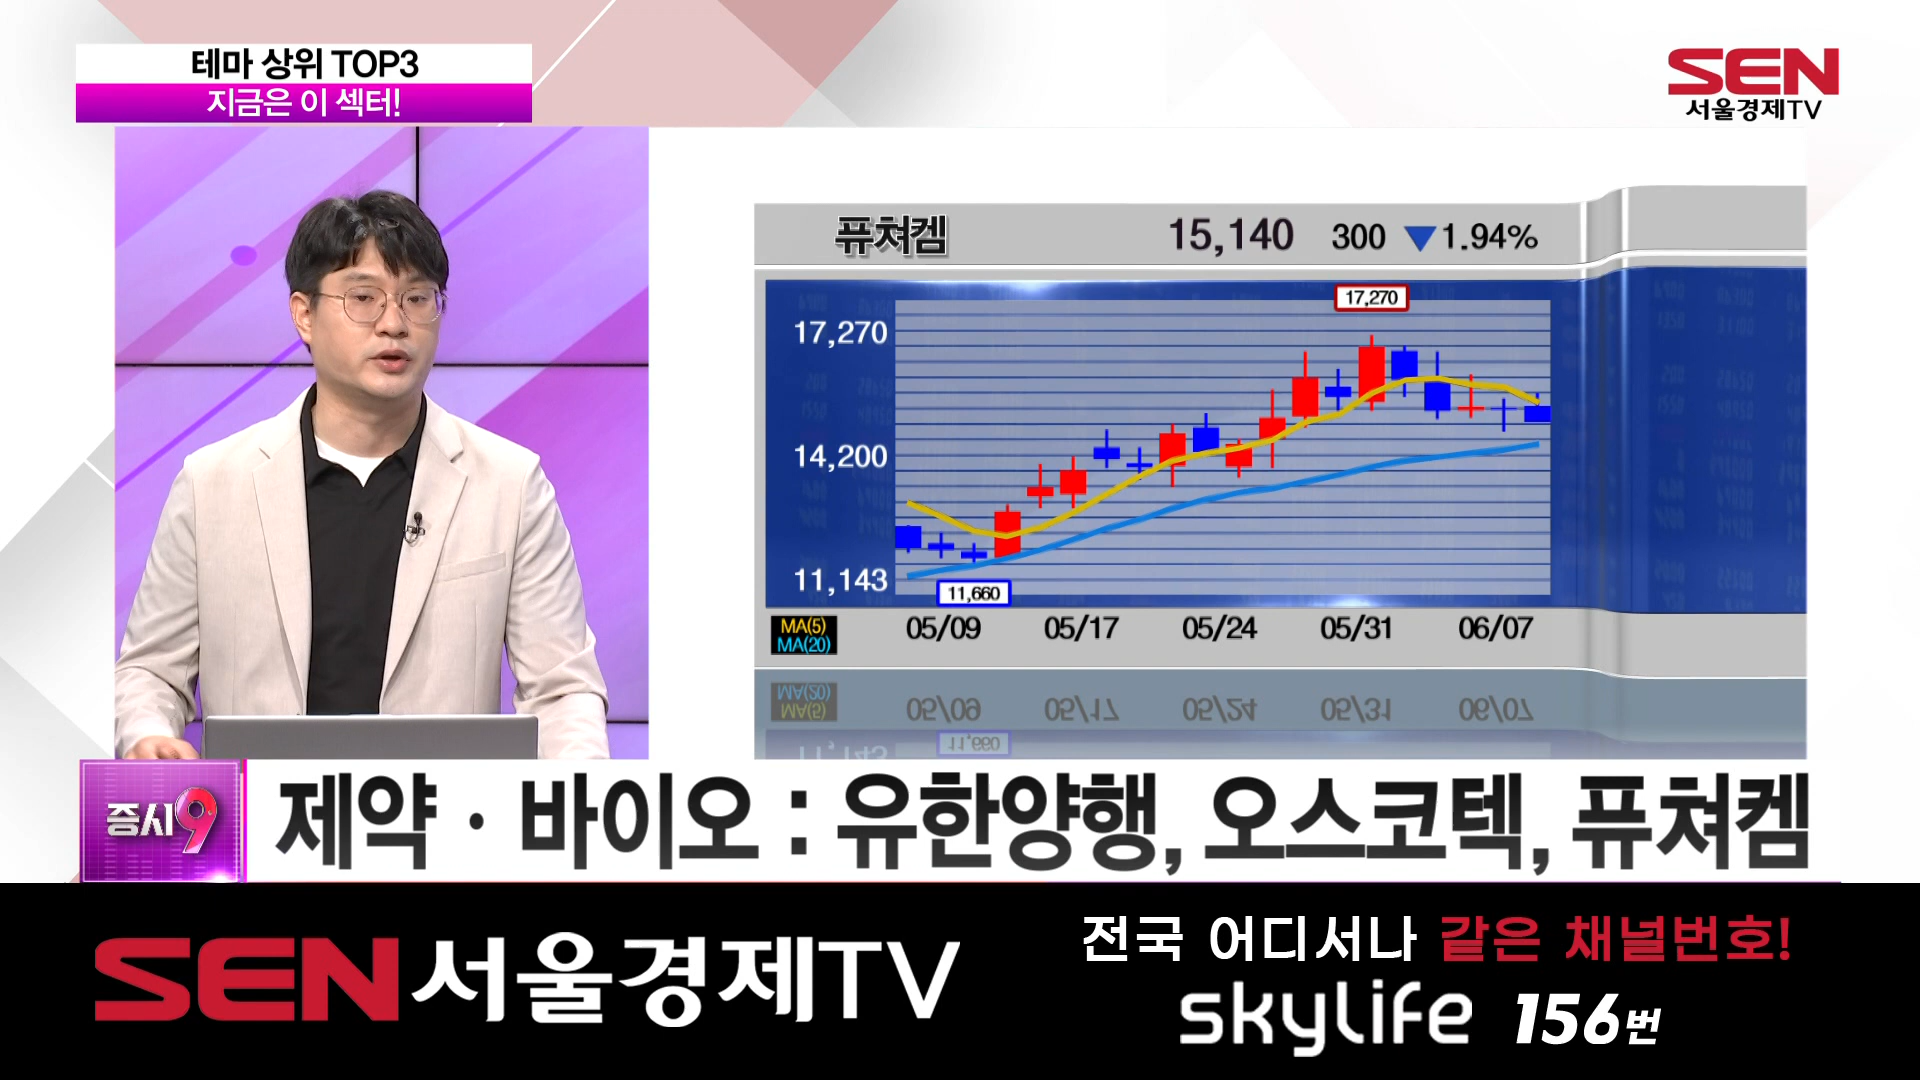 테마 상위 TOP3
지금은 이 섹터!
SEN
서울경제TV
퓨쳐켐 15,140 300 ▼1.94%
17,270
17,270
14,200
11,143
11,660
MA(5)
MA(20)
05/09 05/17 05/24 05/31 06/07
증시9
제약·바이오 : 유한양행, 오스코텍, 퓨쳐켐
SEN서울경제TV
전국 어디서나 같은 채널번호!
skylife 156번